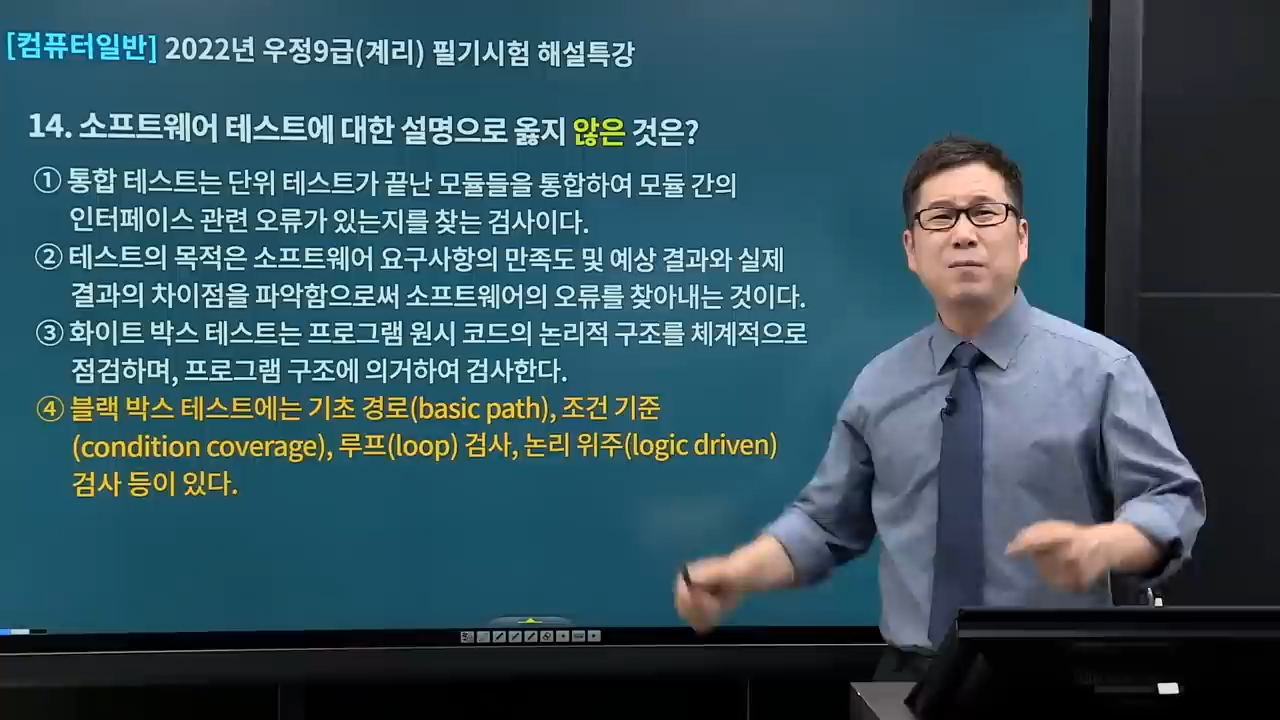 [컴퓨터일반] 2022년 우정9급(계리) 필기시험 해설특강
14. 소프트웨어 테스트에 대한 설명으로 옳지 않은 것은?
① 통합 테스트는 단위 테스트가 끝난 모듈들을 통합하여 모듈 간의
인터페이스 관련 오류가 있는지를 찾는 검사이다.
② 테스트의 목적은 소프트웨어 요구사항의 만족도 및 예상 결과와 실제
결과의 차이점을 파악함으로써 소프트웨어의 오류를 찾아내는 것이다.
③ 화이트 박스 테스트는 프로그램 원시 코드의 논리적 구조를 체계적으로
점검하며, 프로그램 구조에 의거하여 검사한다.
④ 블랙 박스 테스트에는 기초 경로(basic path), 조건 기준
(condition coverage), 루프(loop) 검사, 논리 위주(logic driven)
검사 등이 있다.